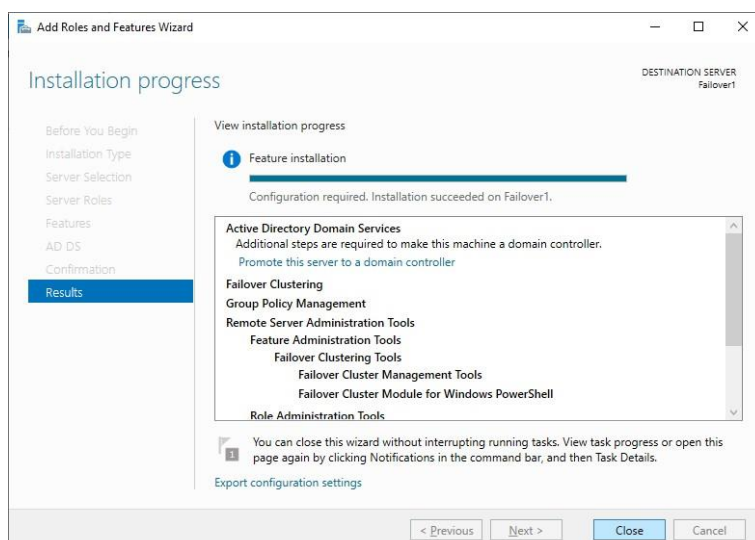 Add Roles and Features Wizard
Installation progress
DESTINATION SERVER
Failover1
Before You Begin
Installation Type
Server Selection
Server Roles
Features
AD DS
Confirmation
Results
View installation progress
Feature installation
Configuration required. Installation succeeded on Failover1.
Active Directory Domain Services
Additional steps are required to make this machine a domain controller.
Promote this server to a domain controller
Failover Clustering
Group Policy Management
Remote Server Administration Tools
Feature Administration Tools
Failover Clustering Tools
Failover Cluster Management Tools
Failover Cluster Module for Windows PowerShell
Role Administration Tools
1
You can close this wizard without interrupting running tasks. View task progress or open this
page again by clicking Notifications in the command bar, and then Task Details.
Export configuration settings
< Previous
Next >
Close
Cancel